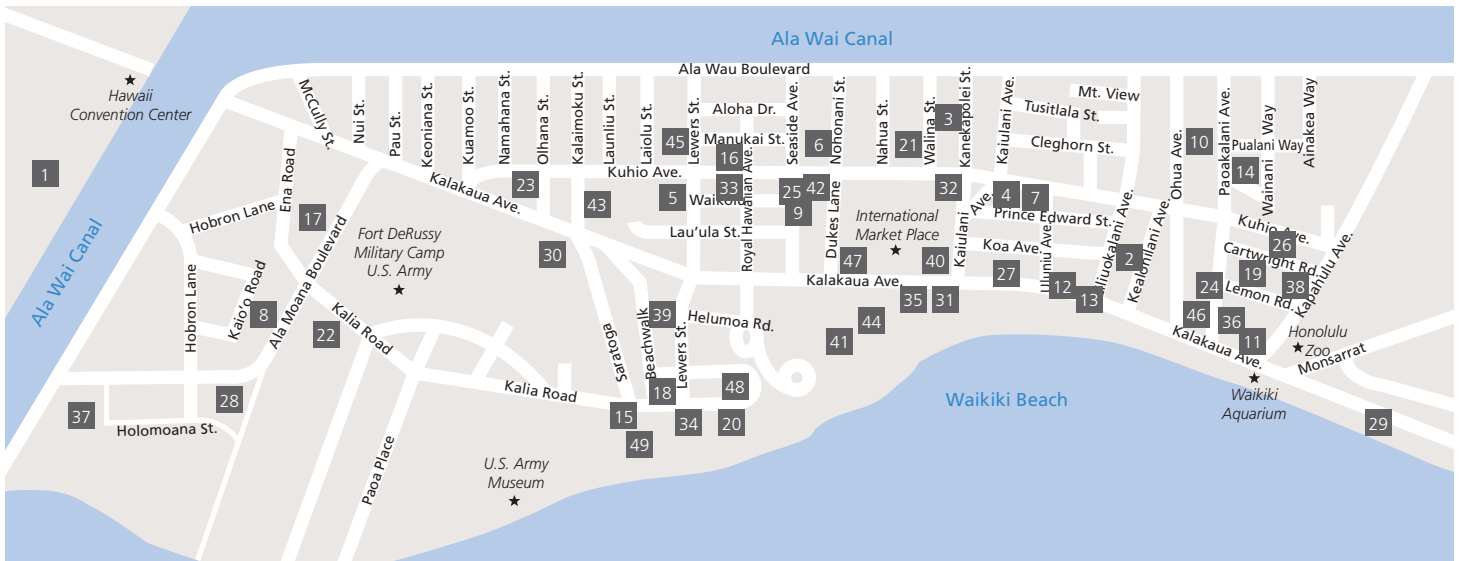 Ala Wai Canal
Ala Wau Boulevard
Hawaii
Convention Center
McCully St.
Nui St.
Pau St.
Keoniana St.
Kuamoo St.
Namahana St.
Olhana St.
Kalaimoku St.
Launliu St.
Laiolu St.
Lewers St.
Aloha Dr.
Manukai St.
Seaside Ave.
Nohonani St.
Nahua St.
Walina St.
Kanekapolei St.
Kaiulani Ave.
Mt. View
Tusitlala St.
Cleghorn St.
Ohua Ave.
Paoakalani Ave.
Pualani Way
Wainani Way
Ainakea Way
1
3
45
16
6
21
10
14
Kuhio Ave.
Kalakaua Ave.
23
43
5
33
25
42
9
32
4
7
Waikolu
Lau'ula St.
Royal Hawaiian Ave.
Dukes Lane
International
Market Place
Kaiulani Ave.
Prince Edward St.
Koa Ave.
Uluniu Ave.
Liliuokalani Ave.
Kealonilani Ave.
Kuhio Ave.
Cartwright Rd.
Lemon Rd.
Kapahulu Ave.
Ena Road
Hobron Lane
17
Fort DeRussy
Military Camp
U.S. Army
30
47
40
27
2
12
13
26
19
38
24
46
36
11
Ala Wai Canal
Hobron Lane
Kaio'o Road
8
Ala Moana Boulevard
22
Kalia Road
Kalakaua Ave.
35
31
44
41
39
Helumoa Rd.
Saratoga
Beachwalk
Lewers St.
Kalakaua Ave.
Honolulu
Zoo
Monsarrat
Kalia Road
18
48
15
34
20
49
37
28
Holomoana St.
Paoa Place
U.S. Army
Museum
Waikiki Beach
Waikiki
Aquarium
29